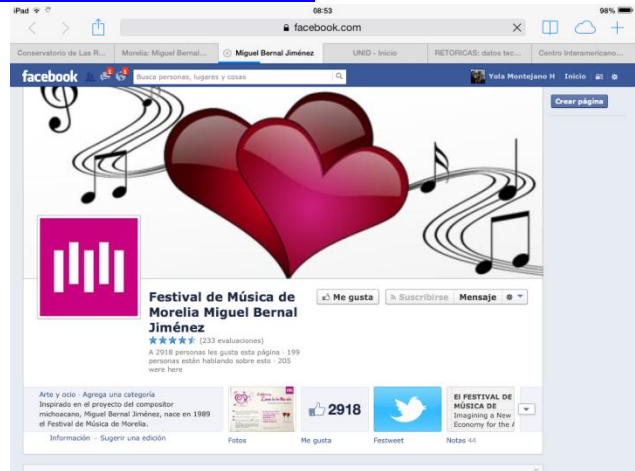 iPad
08:53
98%
facebook.com
Conservatorio de Las R...
Morelia: Miguel Bernal...
Miguel Bernal Jiménez
UNID - Inicio
RETORICAS: datos tec...
Centro Interamericano...
facebook
Busca personas, lugares y cosas
Yula Montejano H
Inicio
Crear página
Festival de Música de
Morelia Miguel Bernal
Jiménez
(233 evaluaciones)
A 2918 personas les gusta esta página · 199
personas están hablando sobre esto · 205
were here
Me gusta
Suscribirse
Mensaje
Arte y ocio · Agrega una categoría
Inspirado en el proyecto del compositor
michoacano, Miguel Bernal Jiménez, nace en 1989
el Festival de Música de Morelia.
Información - Sugerir una edición
Fotos
2918
Me gusta
Festweet
El FESTIVAL DE
MÚSICA DE
Imagining a New
Economy for the
Notas 44